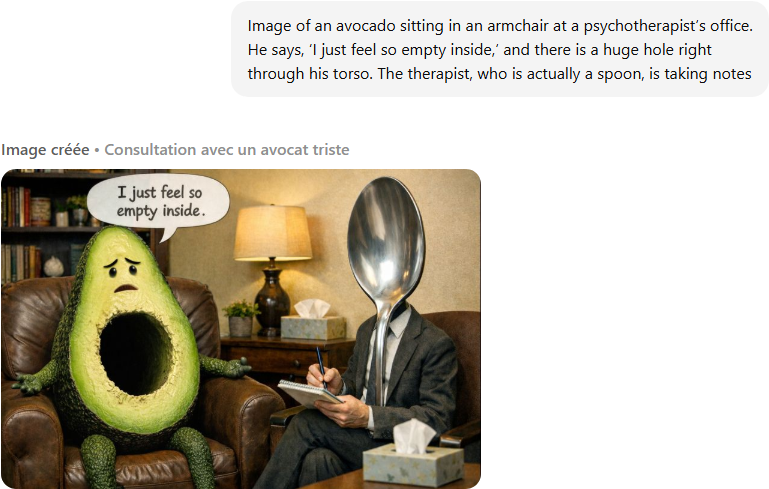 Image of an avocado sitting in an armchair at a psychotherapist's office.
He says, ‘I just feel so empty inside,’ and there is a huge hole right
through his torso. The therapist, who is actually a spoon, is taking notes
Image créée • Consultation avec un avocat triste
I just feel so
empty inside.